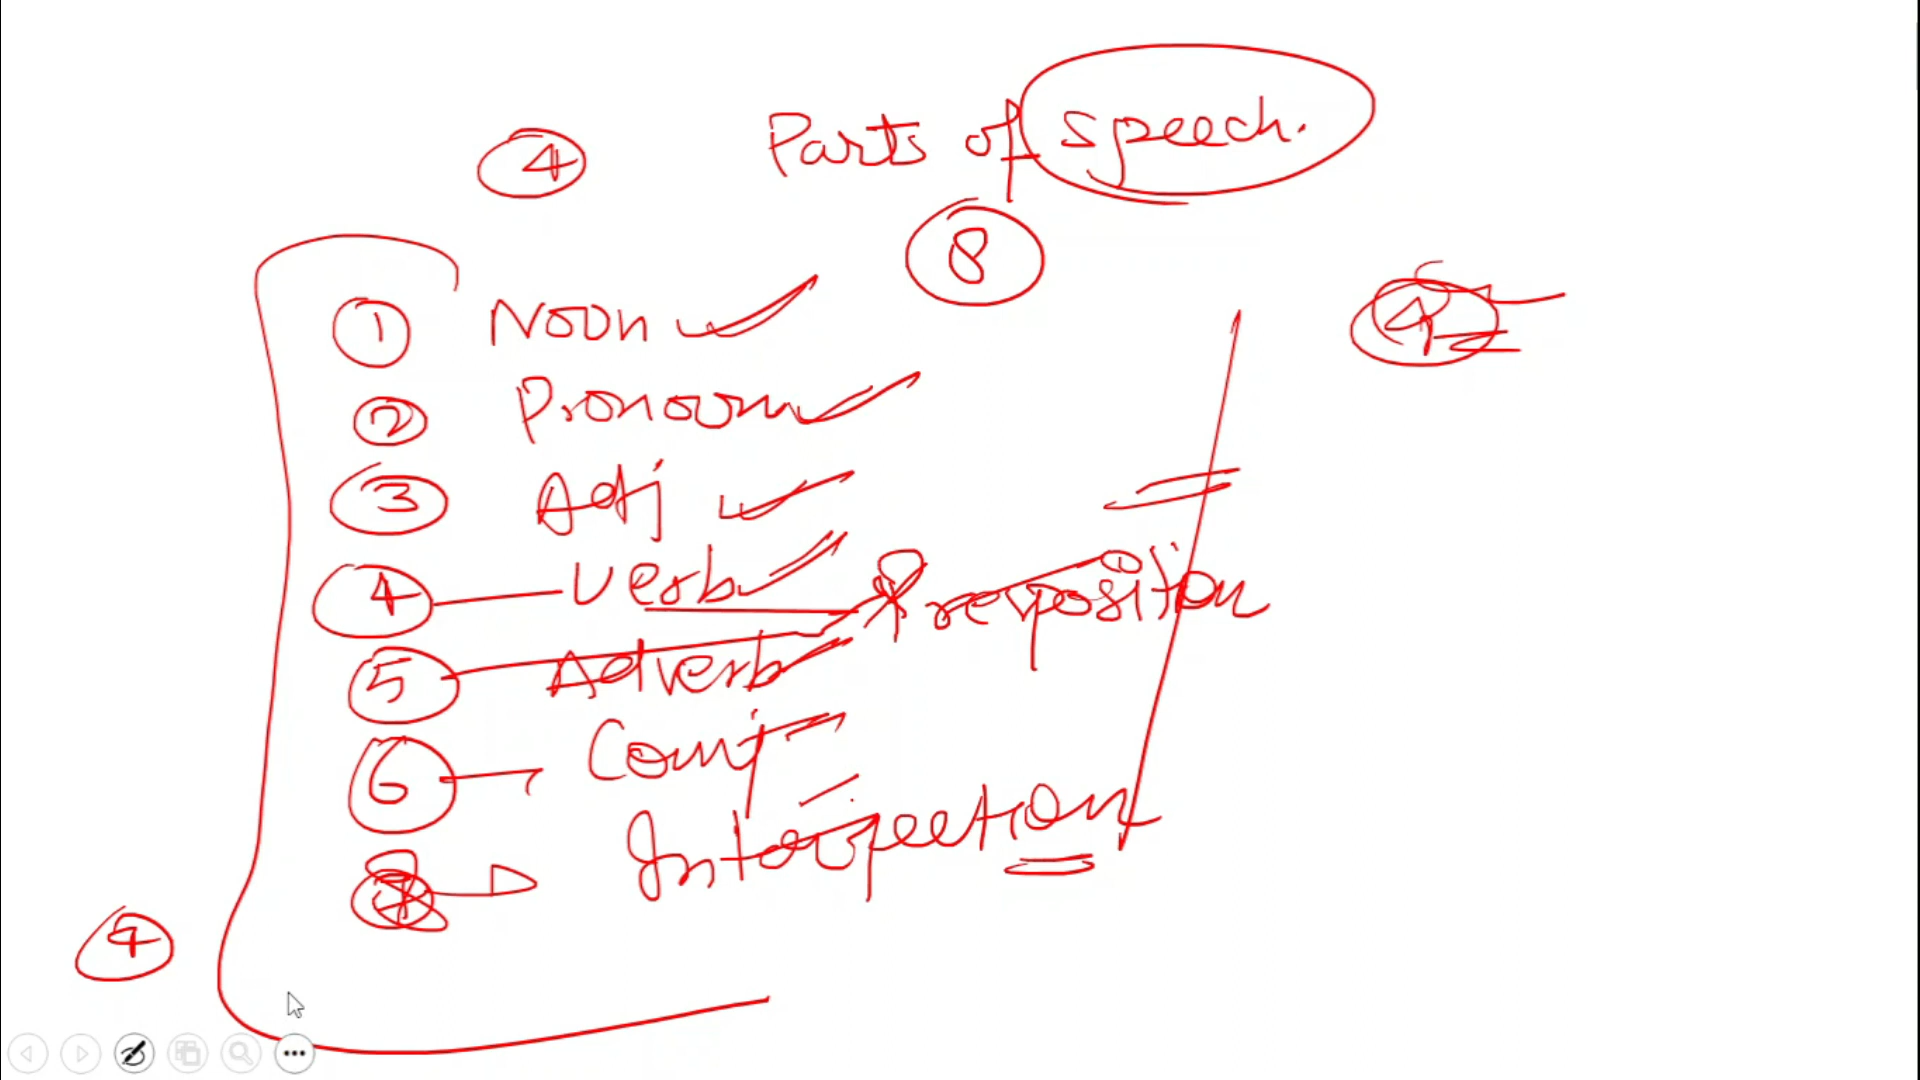 4 Parts of speech.
8
1 Noun
4
2 Pronoun
3 Adj
4 Verb Preposition
5 Adverb
6 Conj
7 Interjection